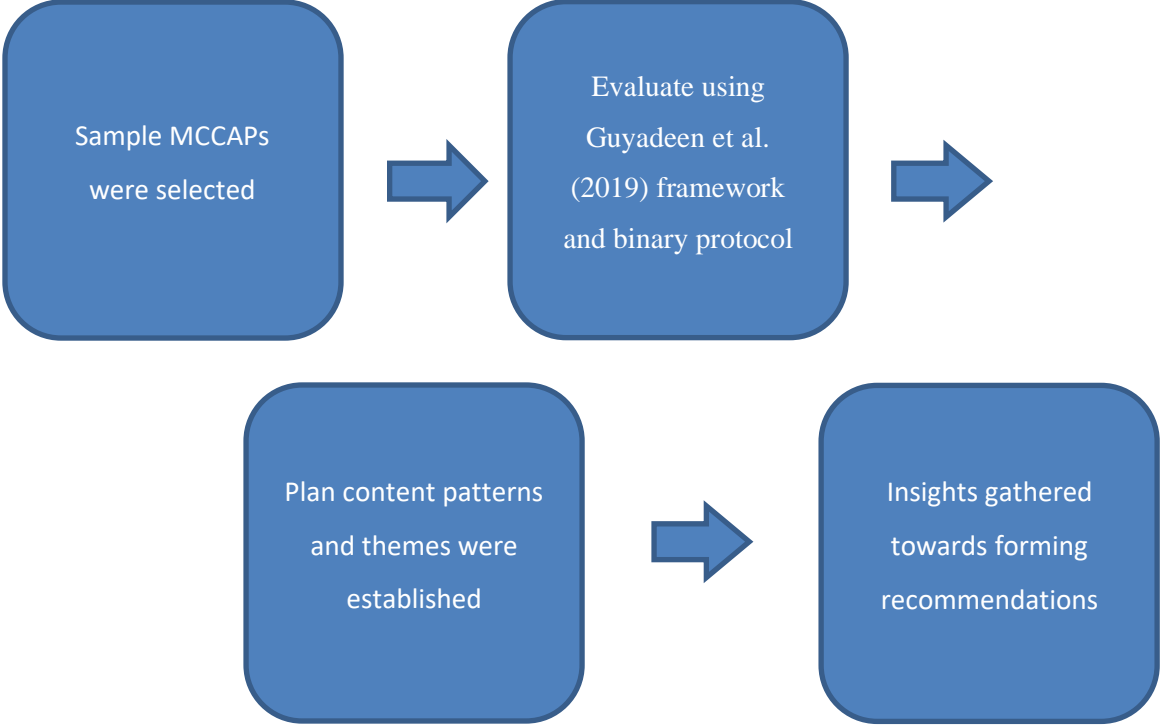 Sample MCCAPs
were selected
Evaluate using
Guyadeen et al.
(2019) framework
and binary protocol
Plan content patterns
and themes were
established
Insights gathered
towards forming
recommendations